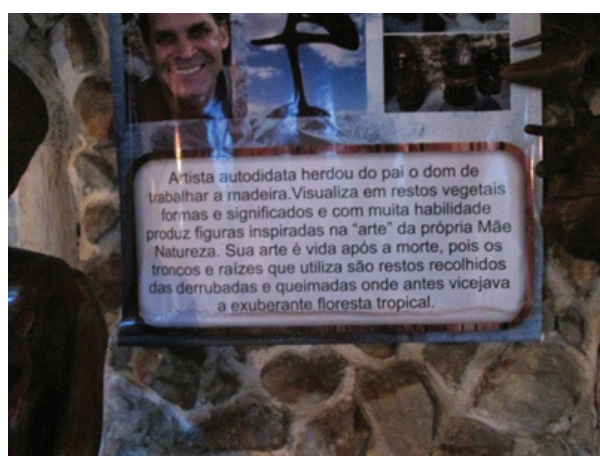 Artista autodidata herdou do pai o dom de
trabalhar a madeira.Visualiza em restos vegetais
formas e significados e com muita habilidade
produz figuras inspiradas na “arte” da própria Mãe
Natureza. Sua arte é vida após a morte, pois os
troncos e raízes que utiliza são restos recolhidos
das derrubadas e queimadas onde antes vicejava
a exuberante floresta tropical.